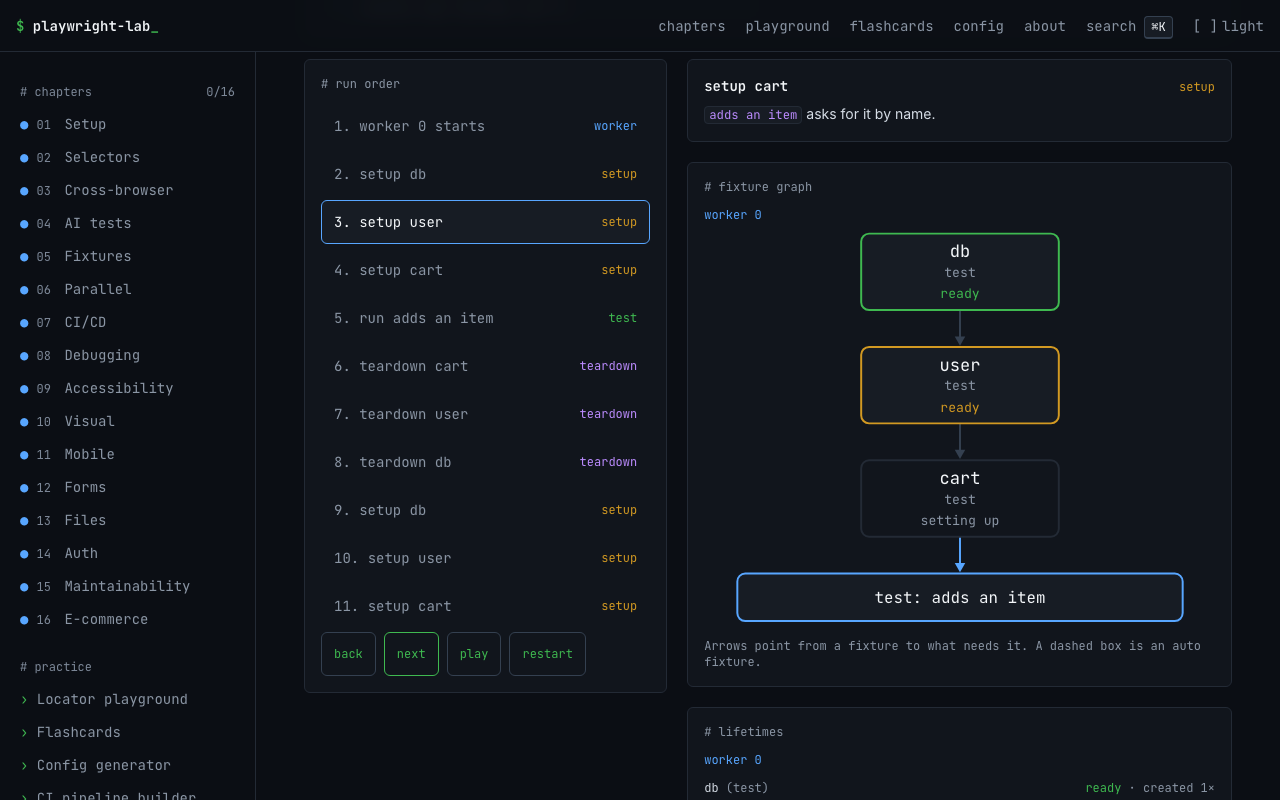 $ playwright-lab_
chapters playground flashcards config about search ⌘K [ ] light
# chapters 0/16
01 Setup
02 Selectors
03 Cross-browser
04 AI tests
05 Fixtures
06 Parallel
07 CI/CD
08 Debugging
09 Accessibility
10 Visual
11 Mobile
12 Forms
13 Files
14 Auth
15 Maintainability
16 E-commerce
# practice
› Locator playground
› Flashcards
› Config generator
› CI pipeline builder
# run order
1. worker 0 starts worker
2. setup db setup
3. setup user setup
4. setup cart setup
5. run adds an item test
6. teardown cart teardown
7. teardown user teardown
8. teardown db teardown
9. setup db setup
10. setup user setup
11. setup cart setup
back next play restart
setup cart setup
adds an item asks for it by name.
# fixture graph
worker 0
db
test
ready
user
test
ready
cart
test
setting up
test: adds an item
Arrows point from a fixture to what needs it. A dashed box is an auto
fixture.
# lifetimes
worker 0
db (test) ready · created 1×